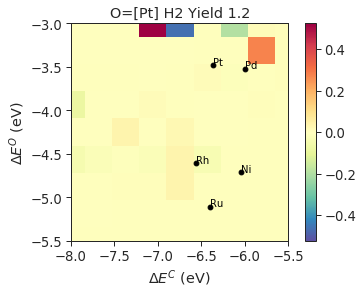 O=[Pt] H2 Yield 1.2
−3.0
−3.5
−4.0
−4.5
−5.0
−5.5
ΔE^O (eV)
Pt
Pd
Rh
Ni
Ru
−8.0 −7.5 −7.0 −6.5 −6.0 −5.5
ΔE^C (eV)
0.4
0.2
0.0
−0.2
−0.4